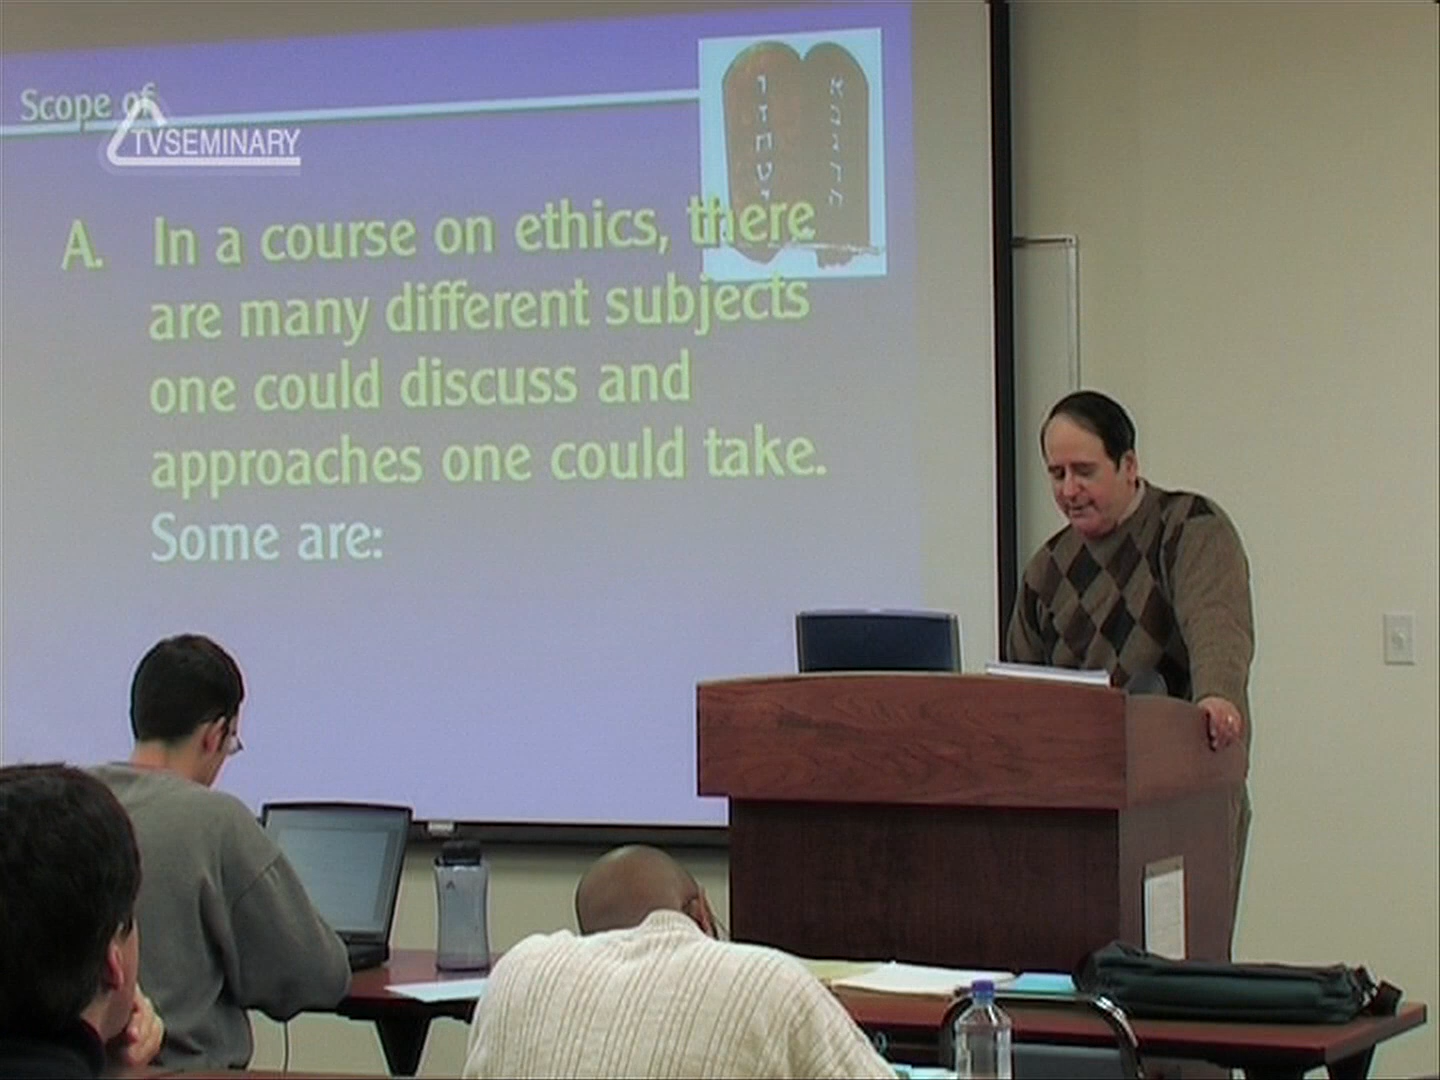 Scope of
TVSEMINARY
A. In a course on ethics, there
are many different subjects
one could discuss and
approaches one could take.
Some are: